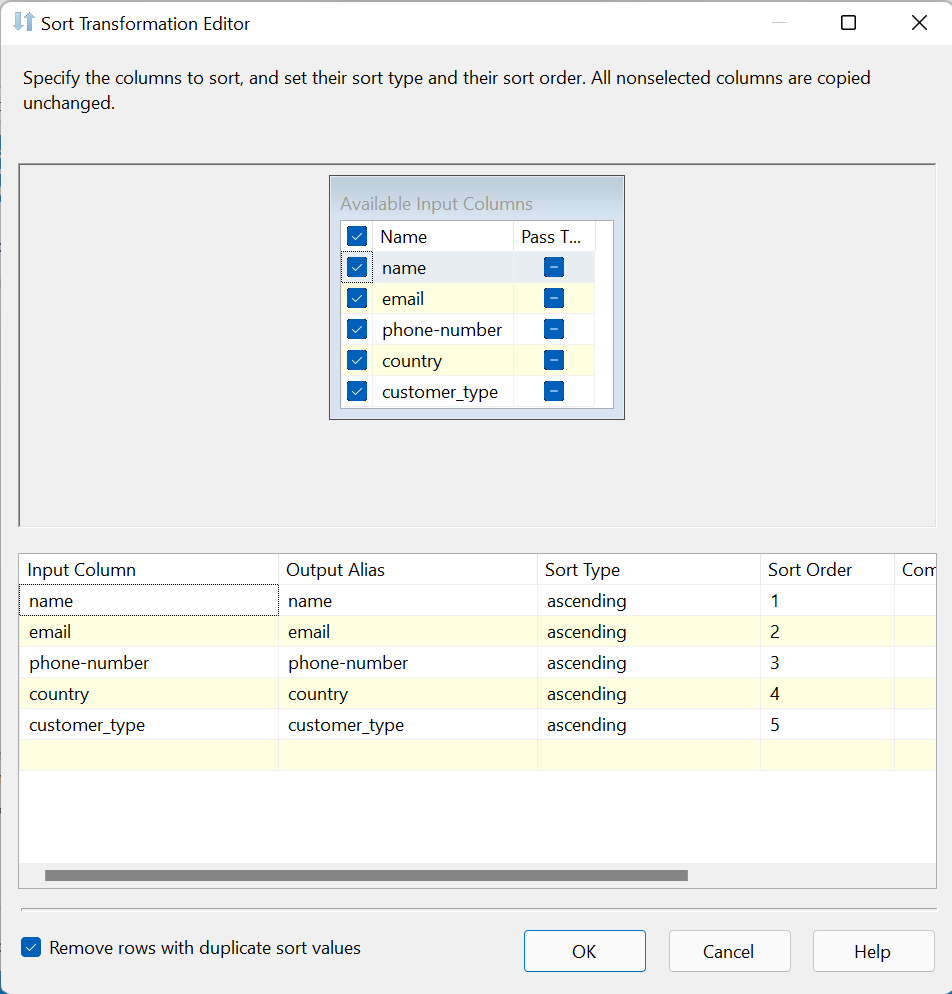 Sort Transformation Editor
Specify the columns to sort, and set their sort type and their sort order. All nonselected columns are copied
unchanged.
Available Input Columns
Name Pass T...
name
email
phone-number
country
customer_type
Input Column Output Alias Sort Type Sort Order Com
name name ascending 1
email email ascending 2
phone-number phone-number ascending 3
country country ascending 4
customer_type customer_type ascending 5
Remove rows with duplicate sort values OK Cancel Help